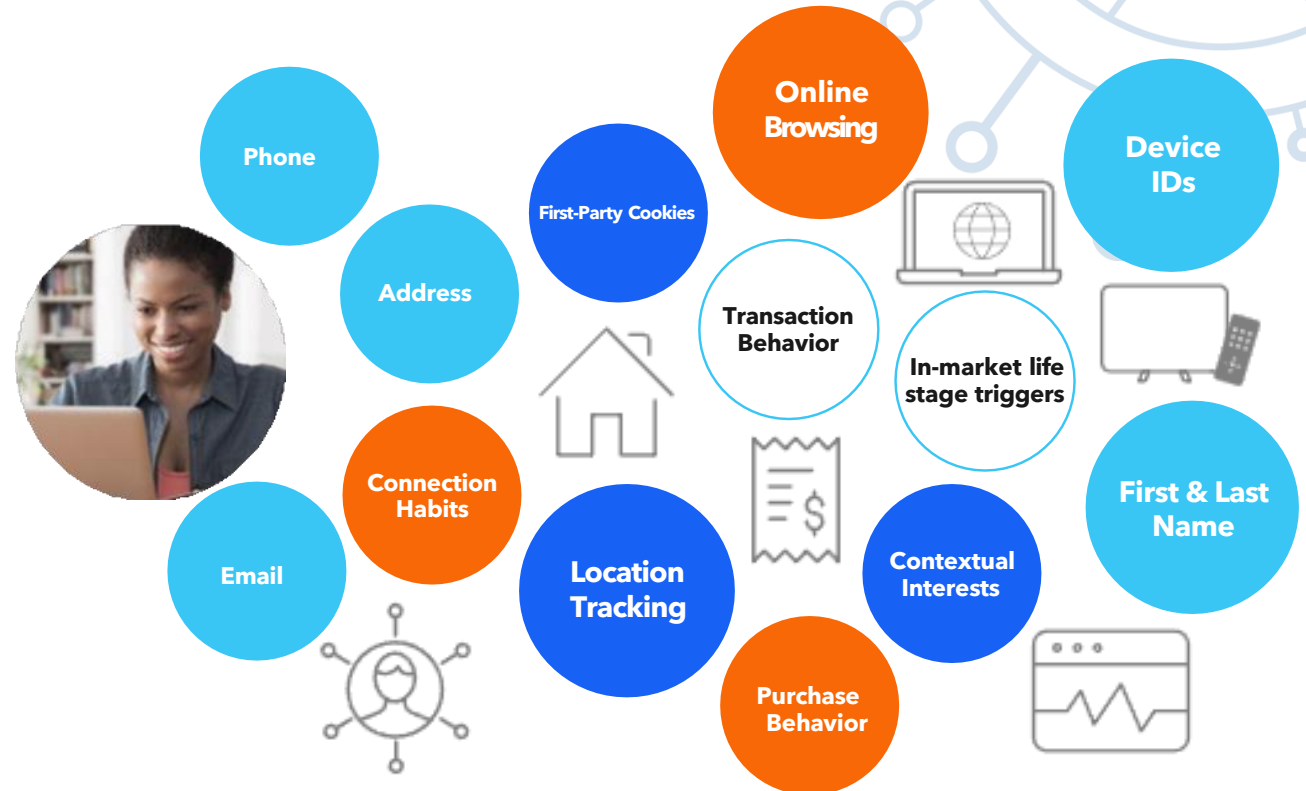 Online
Browsing
Device
IDs
Phone
First-Party Cookies
Address
Transaction
Behavior
In-market life
stage triggers
Connection
Habits
First & Last
Name
Email
Location
Tracking
$
Contextual
Interests
Purchase
Behavior